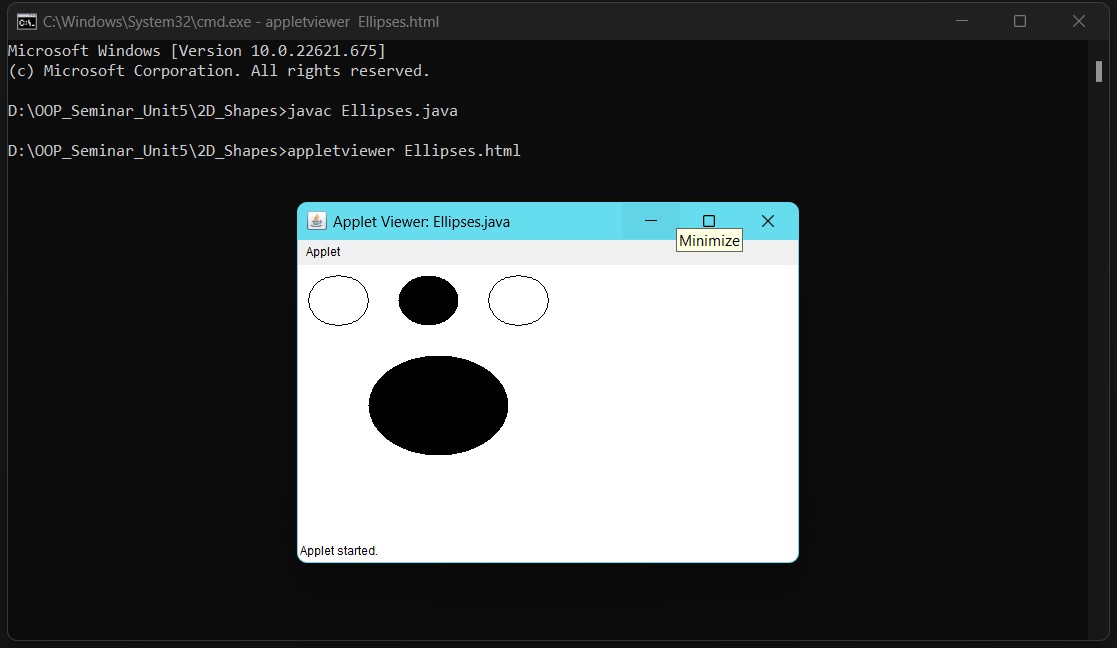 C:\Windows\System32\cmd.exe - appletviewer  Ellipses.html
Microsoft Windows [Version 10.0.22621.675]
(c) Microsoft Corporation. All rights reserved.
D:\OOP_Seminar_Unit5\2D_Shapes>javac Ellipses.java
D:\OOP_Seminar_Unit5\2D_Shapes>appletviewer Ellipses.html
Applet Viewer: Ellipses.java
Minimize
Applet
Applet started.